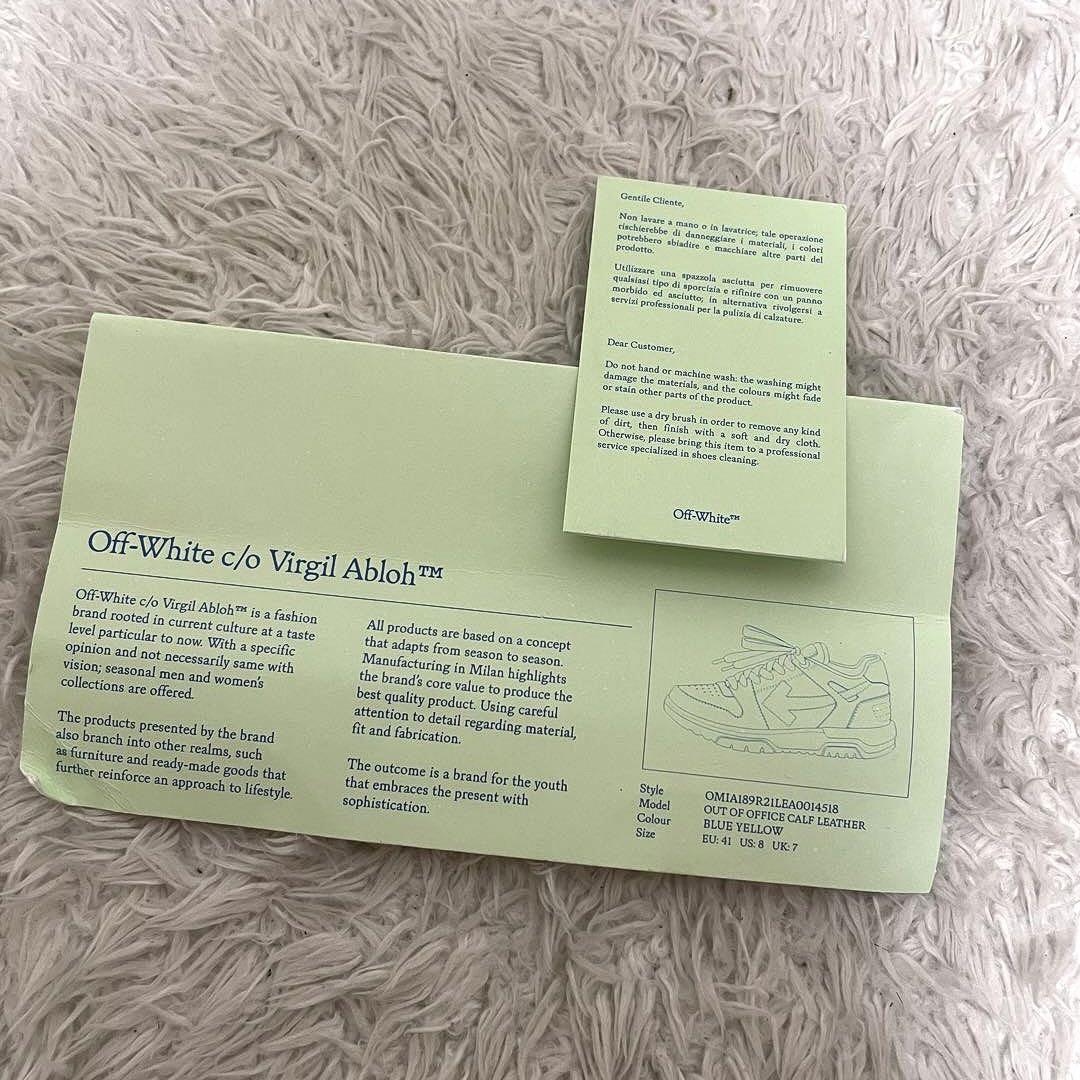 Gentile Cliente,
Non lavare a mano o in lavatrice; tale operazione
rischierebbe di danneggiare i materiali, i colori
potrebbero sbiadire e macchiare altre parti del
prodotto.
Utilizzare una spazzola asciutta per rimuovere
qualsiasi tipo di sporcizia e rifinire con un panno
morbido ed asciutto; in alternativa rivolgersi a
servizi professionali per la pulizia di calzature.
Dear Customer,
Do not hand or machine wash: the washing might
damage the materials, and the colours might fade
or stain other parts of the product.
Please use a dry brush in order to remove any kind
of dirt, then finish with a soft and dry cloth.
Otherwise, please bring this item to a professional
service specialized in shoes cleaning.
Off-White™
Off-White c/o Virgil Abloh™
Off-White c/o Virgil Abloh™ is a fashion
brand rooted in current culture at a taste
level particular to now. With a specific
opinion and not necessarily same with
vision; seasonal men and women's
collections are offered.
The products presented by the brand
also branch into other realms, such
as furniture and ready-made goods that
further reinforce an approach to lifestyle.
All products are based on a concept
that adapts from season to season.
Manufacturing in Milan highlights
the brand's core value to produce the
best quality product. Using careful
attention to detail regarding material,
fit and fabrication.
The outcome is a brand for the youth
that embraces the present with
sophistication.
Style OMIA189R21LEA0014518
Model OUT OF OFFICE CALF LEATHER
Colour BLUE YELLOW
Size EU: 41 US: 8 UK: 7